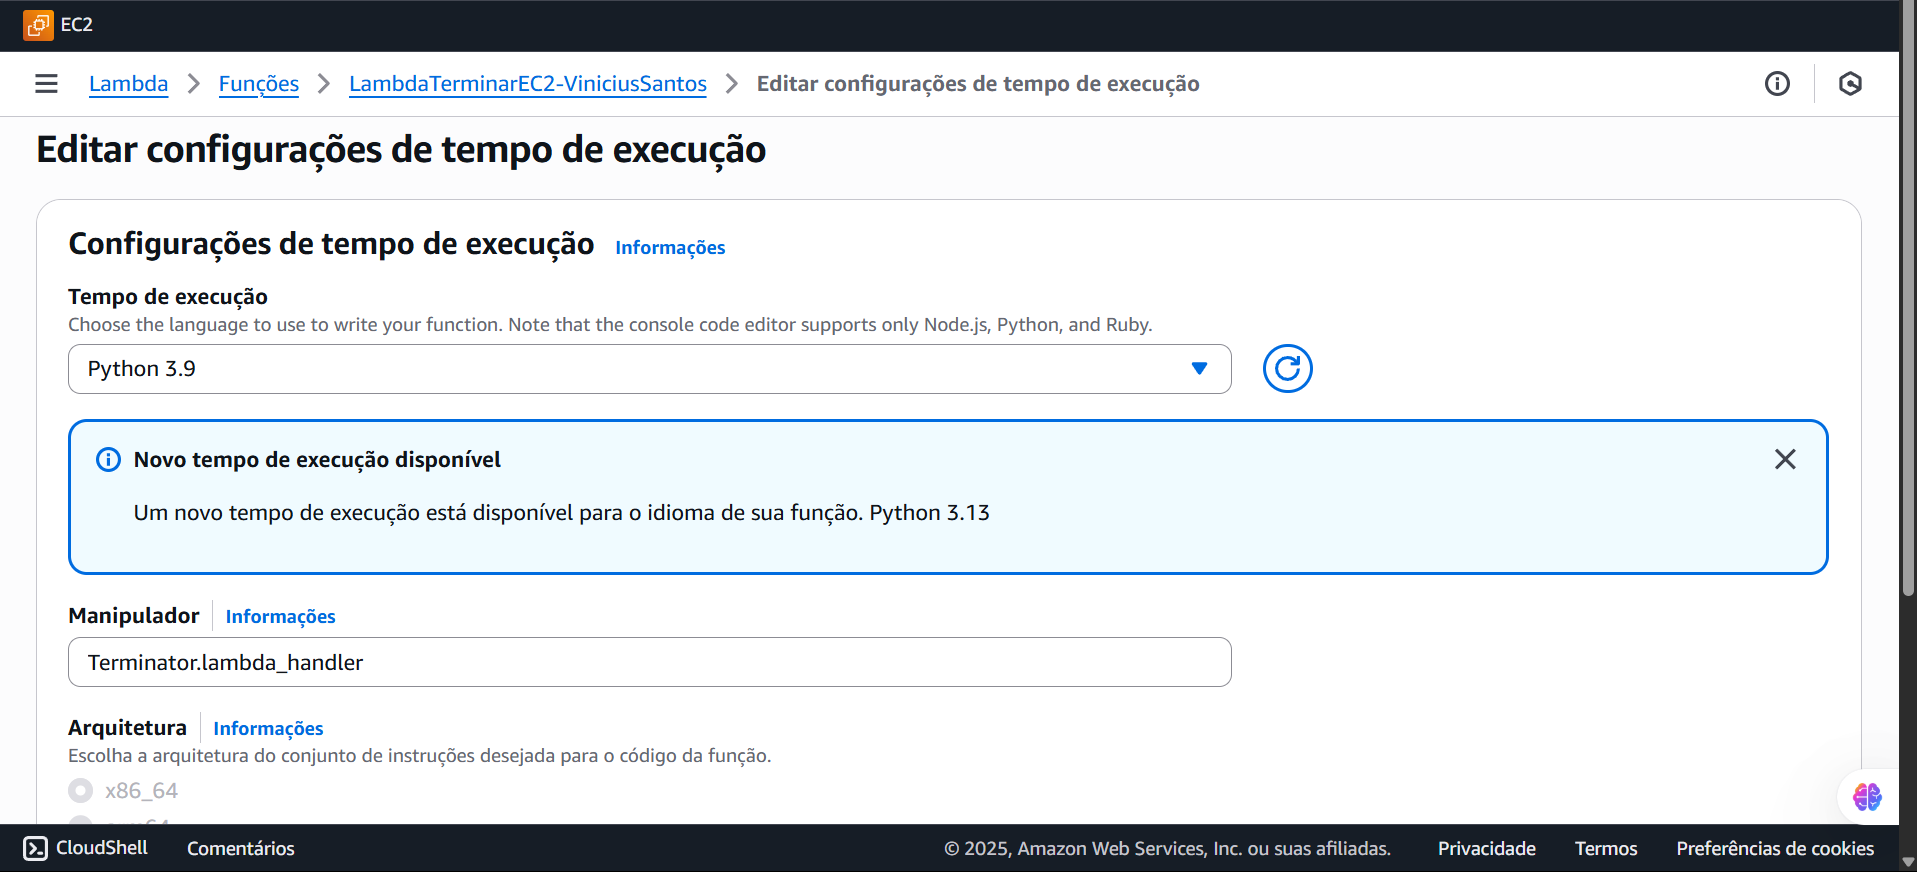 EC2
Lambda > Funções > LambdaTerminarEC2-ViniciusSantos > Editar configurações de tempo de execução
Editar configurações de tempo de execução
Configurações de tempo de execução Informações
Tempo de execução
Choose the language to use to write your function. Note that the console code editor supports only Node.js, Python, and Ruby.
Python 3.9
Novo tempo de execução disponível
Um novo tempo de execução está disponível para o idioma de sua função. Python 3.13
Manipulador Informações
Terminator.lambda_handler
Arquitetura Informações
Escolha a arquitetura do conjunto de instruções desejada para o código da função.
x86_64
CloudShell Comentários © 2025, Amazon Web Services, Inc. ou suas afiliadas. Privacidade Termos Preferências de cookies